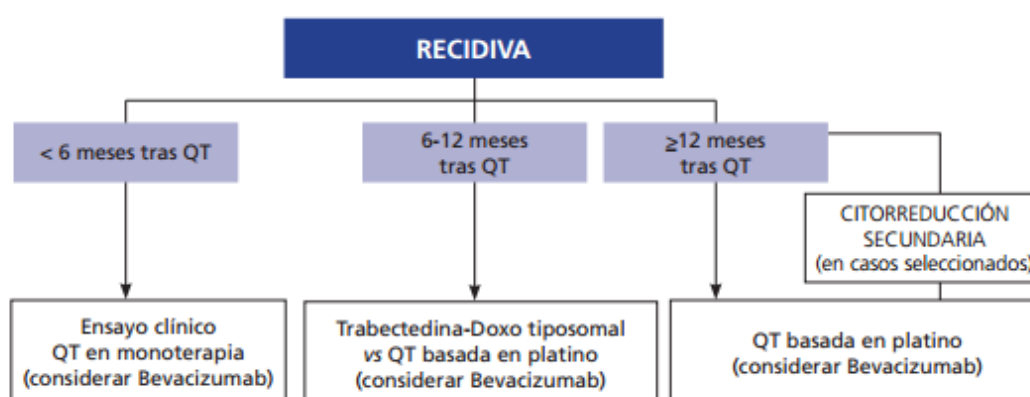 RECIDIVA
< 6 meses tras QT
6-12 meses
tras QT
≥12 meses
tras QT
CITORREDUCCIÓN
SECUNDARIA
(en casos seleccionados)
Ensayo clínico
QT en monoterapia
(considerar Bevacizumab)
Trabectedina-Doxo tiposomal
vs QT basada en platino
(considerar Bevacizumab)
QT basada en platino
(considerar Bevacizumab)